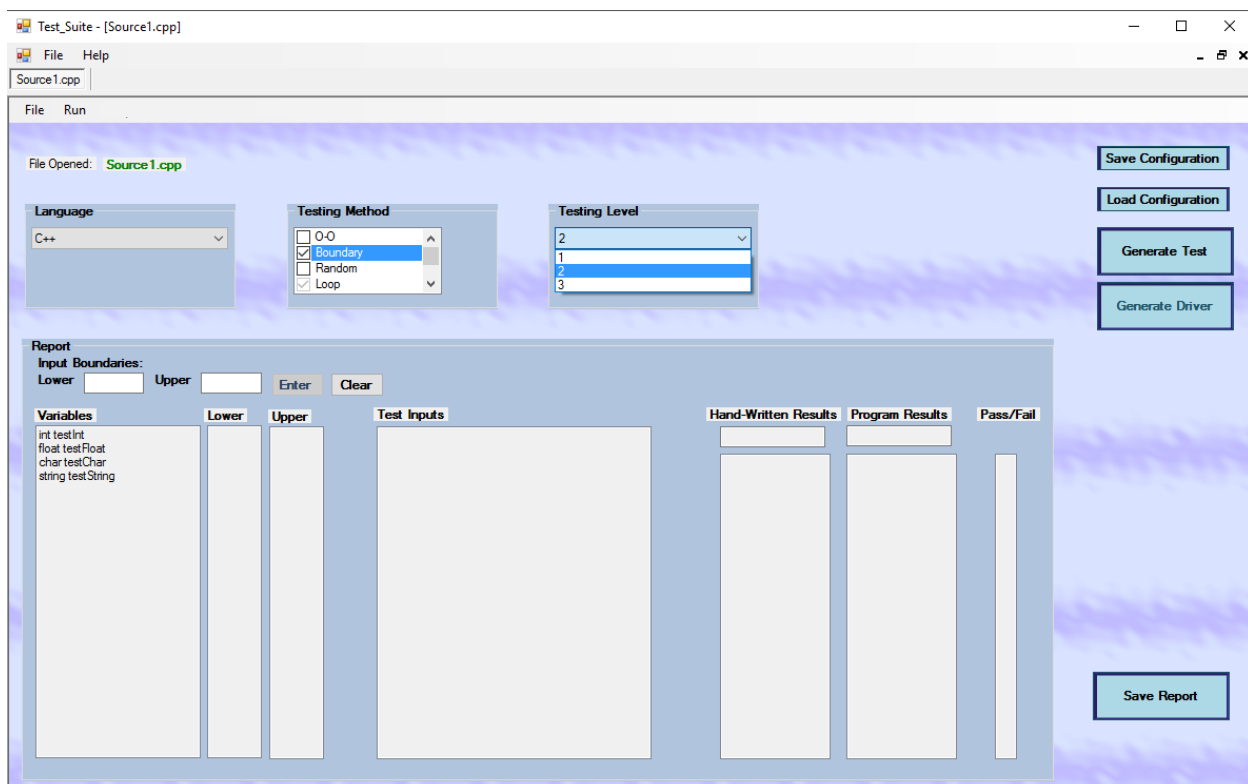 Test_Suite - [Source1.cpp]
File Help
Source1.cpp
File Run
File Opened: Source1.cpp
Save Configuration
Load Configuration
Generate Test
Generate Driver
Language
C++
Testing Method
O-O
Boundary
Random
Loop
Testing Level
2
1
2
3
Report
Input Boundaries:
Lower Upper Enter Clear
Variables Lower Upper Test Inputs Hand-Written Results Program Results Pass/Fail
int testInt
float testFloat
char testChar
string testString
Save Report